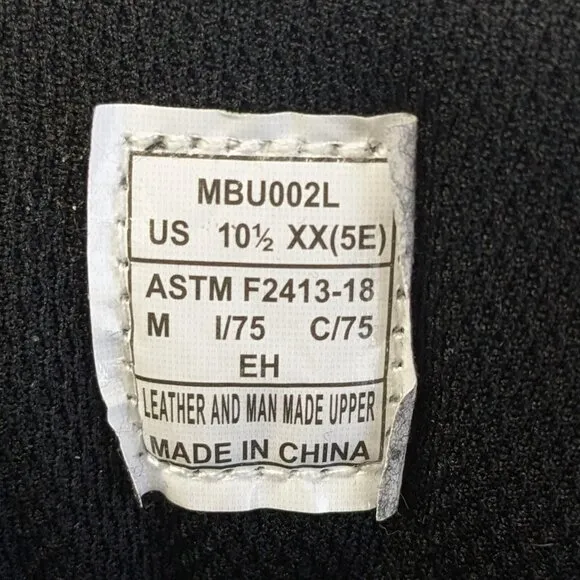 MBU002L
US 10½ XX(5E)
ASTM F2413-18
M I/75 C/75
EH
LEATHER AND MAN MADE UPPER
MADE IN CHINA